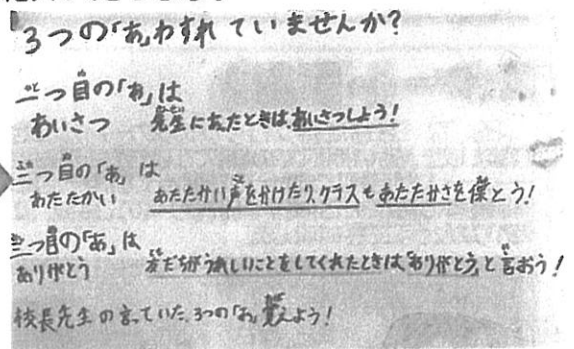 3つの「あ」わすれていませんか?
一つ目の「あ」は
あいさつ 先生にあったときは、あいさつしよう!
二つ目の「あ」は
あたたかい あたたかい声をかけたり、クラスもあたたかさを保とう!
三つ目の「あ」は
ありがとう 友だちがうれしいことをしてくれたときは「ありがとう」と言おう!
校長先生の言っていた、3つの「あ」覚えよう!